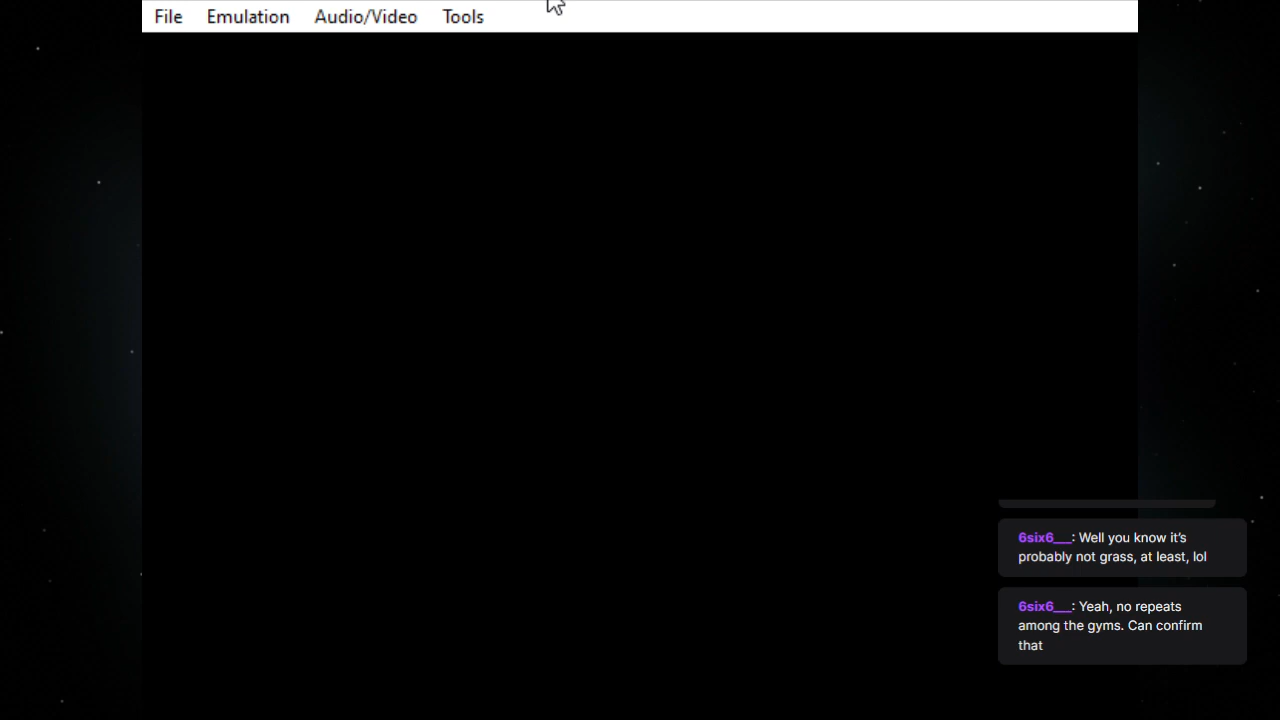 File Emulation Audio/Video Tools
6six6__: Well you know it's
probably not grass, at least, lol
6six6__: Yeah, no repeats
among the gyms. Can confirm
that